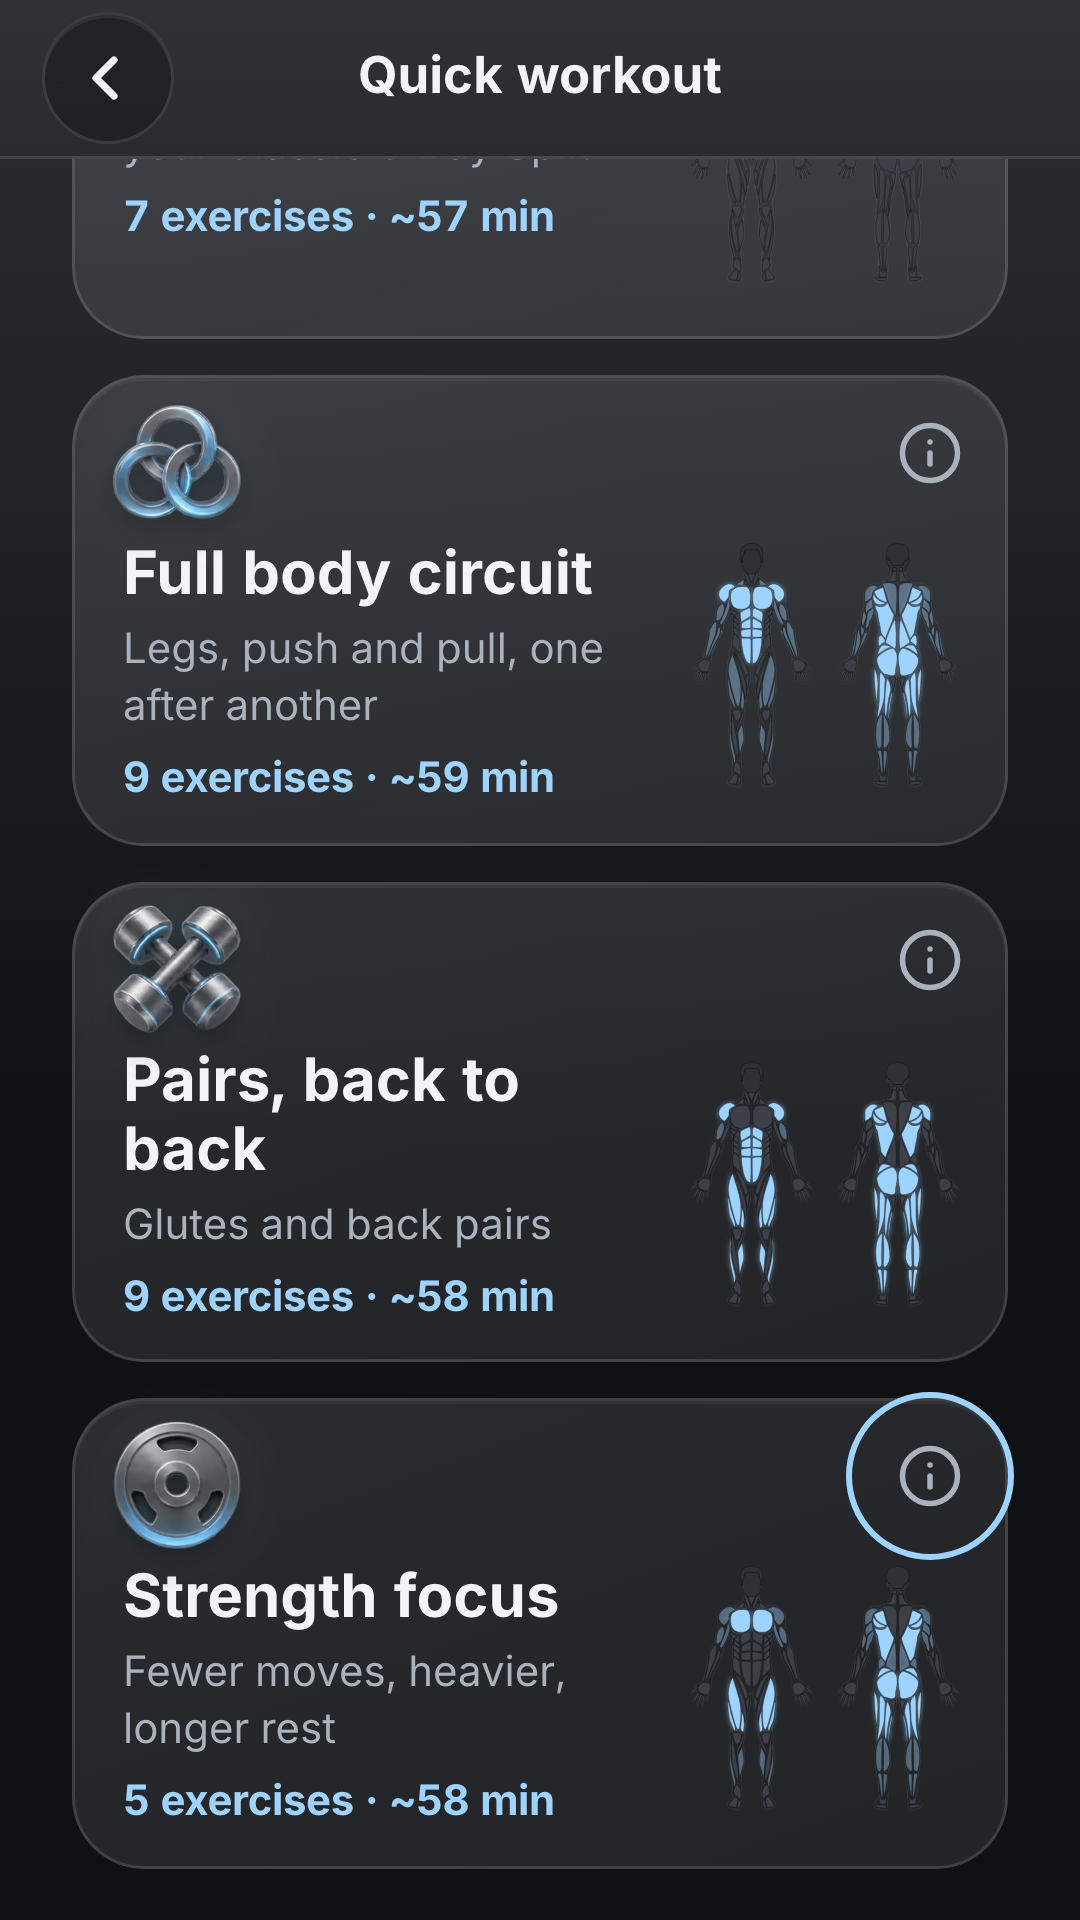 Quick workout
7 exercises · ~57 min
Full body circuit
Legs, push and pull, one
after another
9 exercises · ~59 min
Pairs, back to
back
Glutes and back pairs
9 exercises · ~58 min
Strength focus
Fewer moves, heavier,
longer rest
5 exercises · ~58 min